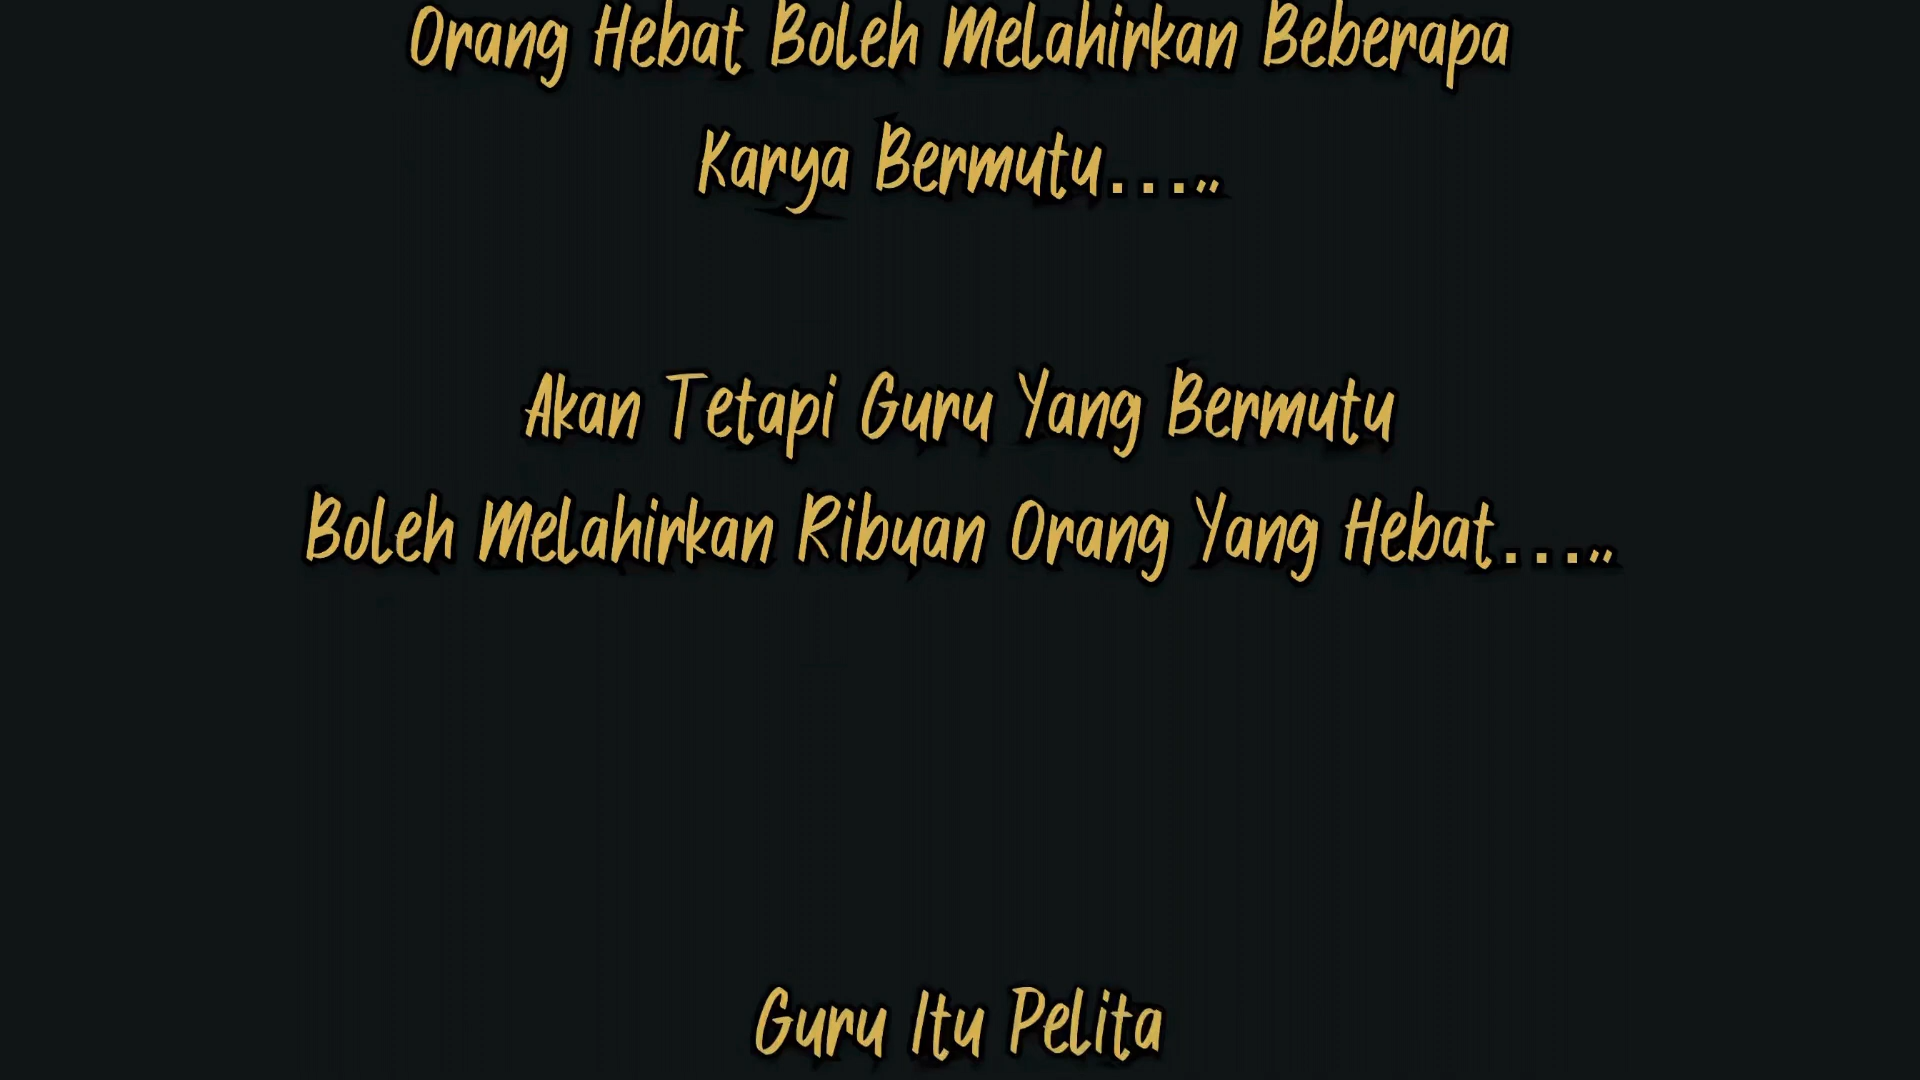 Orang Hebat Boleh Melahirkan Beberapa
Karya Bermutu.....
Akan Tetapi Guru Yang Bermutu
Boleh Melahirkan Ribuan Orang Yang Hebat.....
Guru Itu Pelita